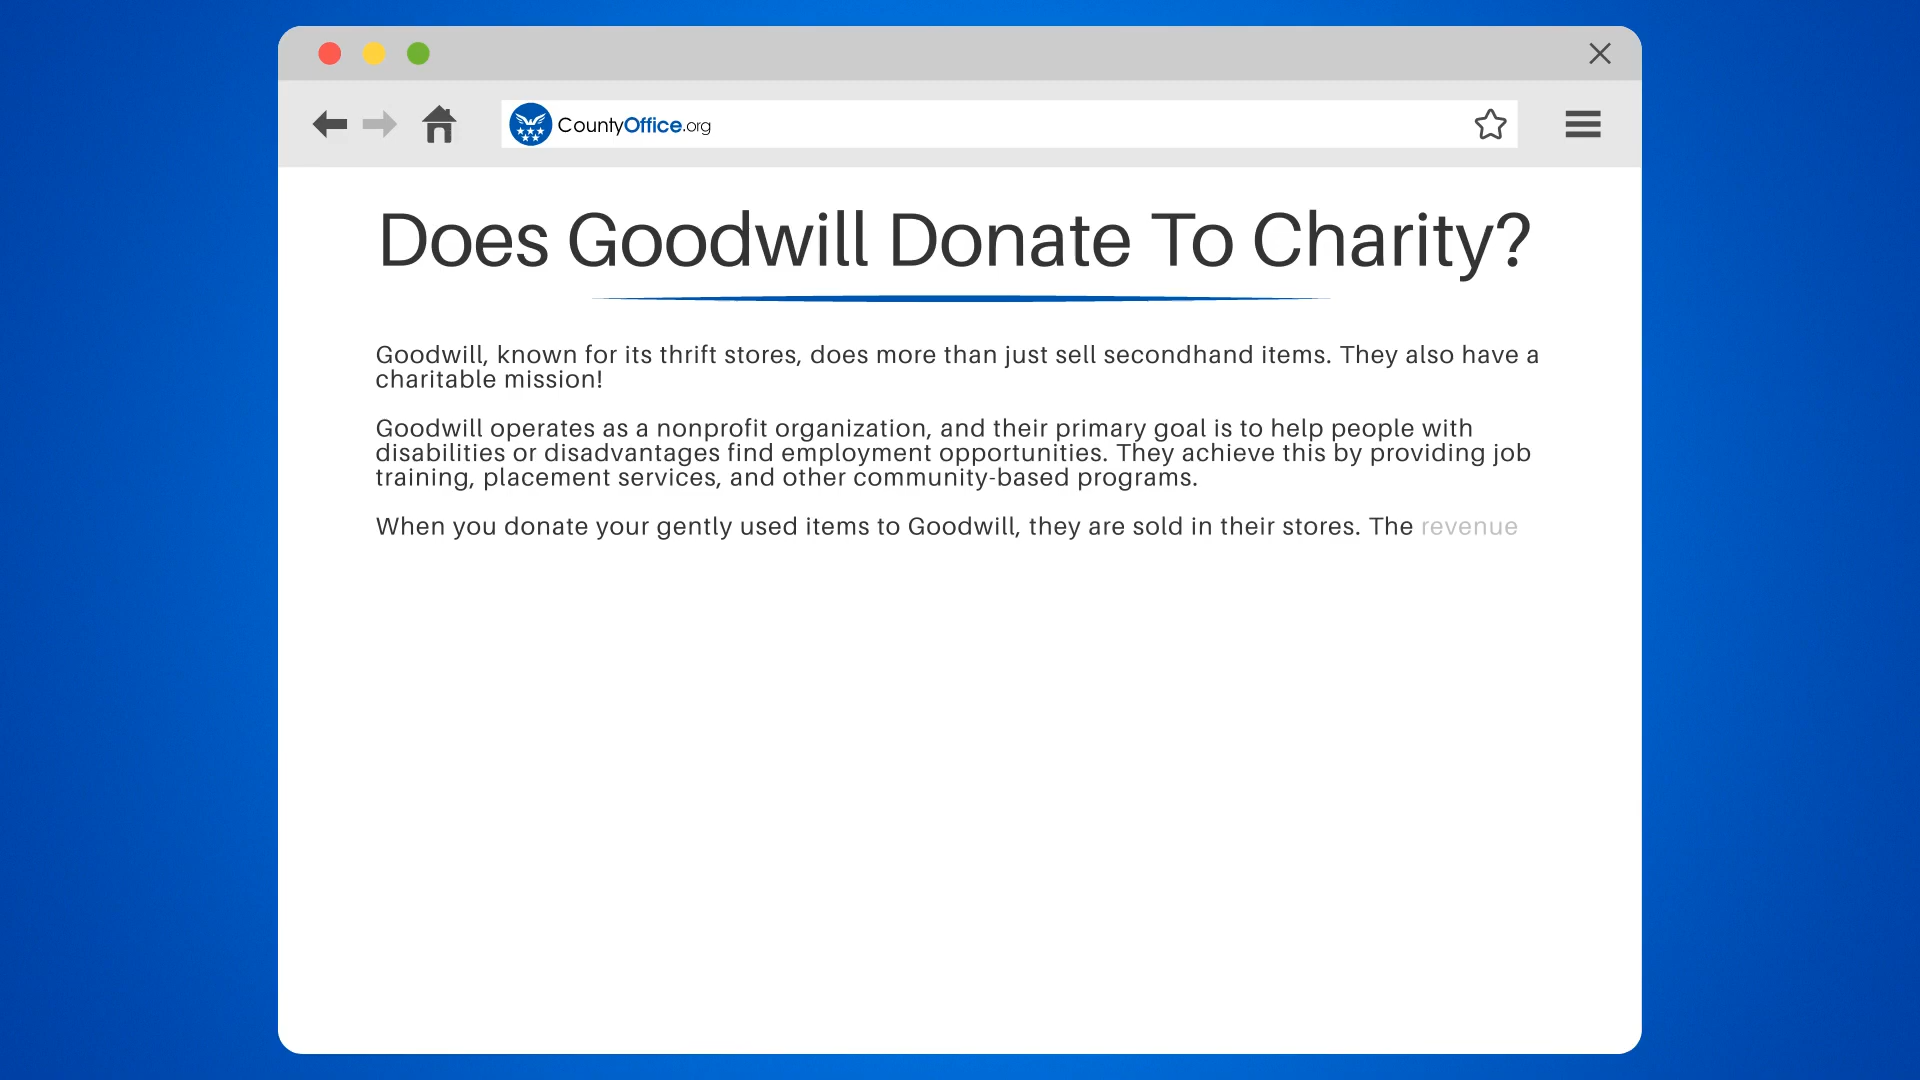 CountyOffice.org
Does Goodwill Donate To Charity?
Goodwill, known for its thrift stores, does more than just sell secondhand items. They also have a
charitable mission!
Goodwill operates as a nonprofit organization, and their primary goal is to help people with
disabilities or disadvantages find employment opportunities. They achieve this by providing job
training, placement services, and other community-based programs.
When you donate your gently used items to Goodwill, they are sold in their stores. The revenue